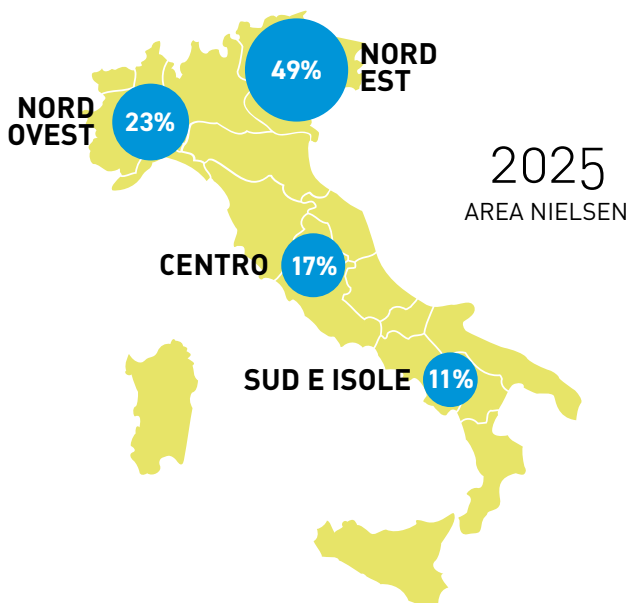 49%
NORD
EST
NORD
OVEST
23%
2025
AREA NIELSEN
CENTRO
17%
SUD E ISOLE
11%